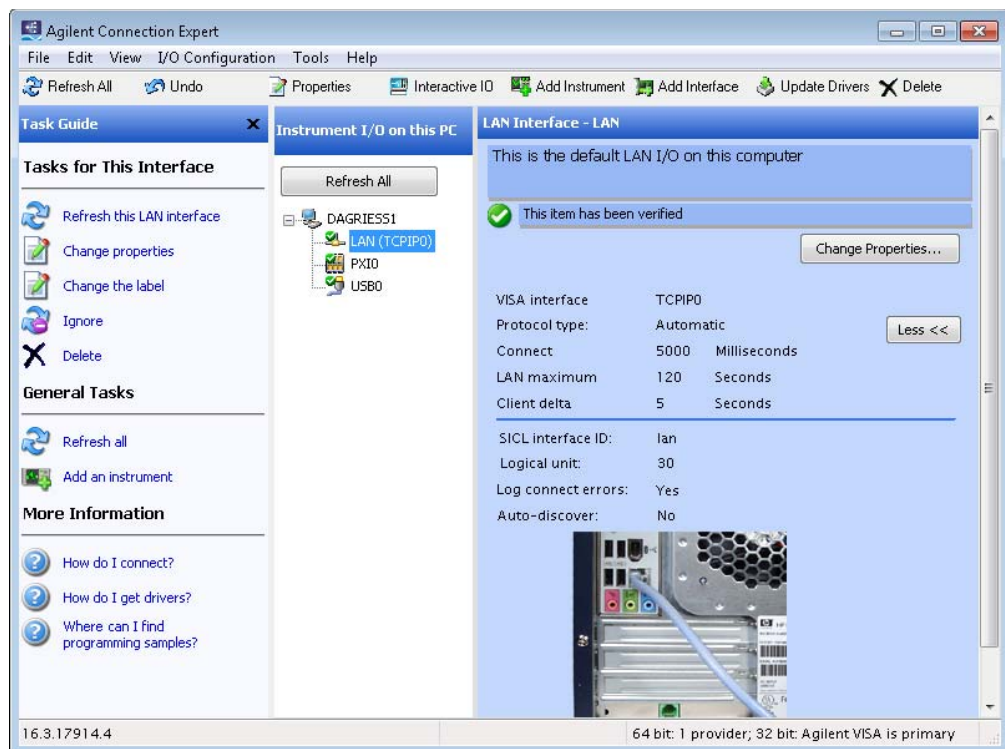 Agilent Connection Expert
File Edit View I/O Configuration Tools Help
Refresh All Undo Properties Interactive IO Add Instrument Add Interface Update Drivers Delete
Task Guide
Tasks for This Interface
Refresh this LAN interface
Change properties
Change the label
Ignore
Delete
General Tasks
Refresh all
Add an instrument
More Information
How do I connect?
How do I get drivers?
Where can I find
programming samples?
Instrument I/O on this PC
Refresh All
DAGRIESS1
LAN (TCPIP0)
PXI0
USB0
LAN Interface - LAN
This is the default LAN I/O on this computer
This item has been verified
Change Properties...
VISA interface TCPIP0
Protocol type: Automatic
Less <<
Connect 5000 Milliseconds
LAN maximum 120 Seconds
Client delta 5 Seconds
SICL interface ID: lan
Logical unit: 30
Log connect errors: Yes
Auto-discover: No
16.3.17914.4
64 bit: 1 provider; 32 bit: Agilent VISA is primary